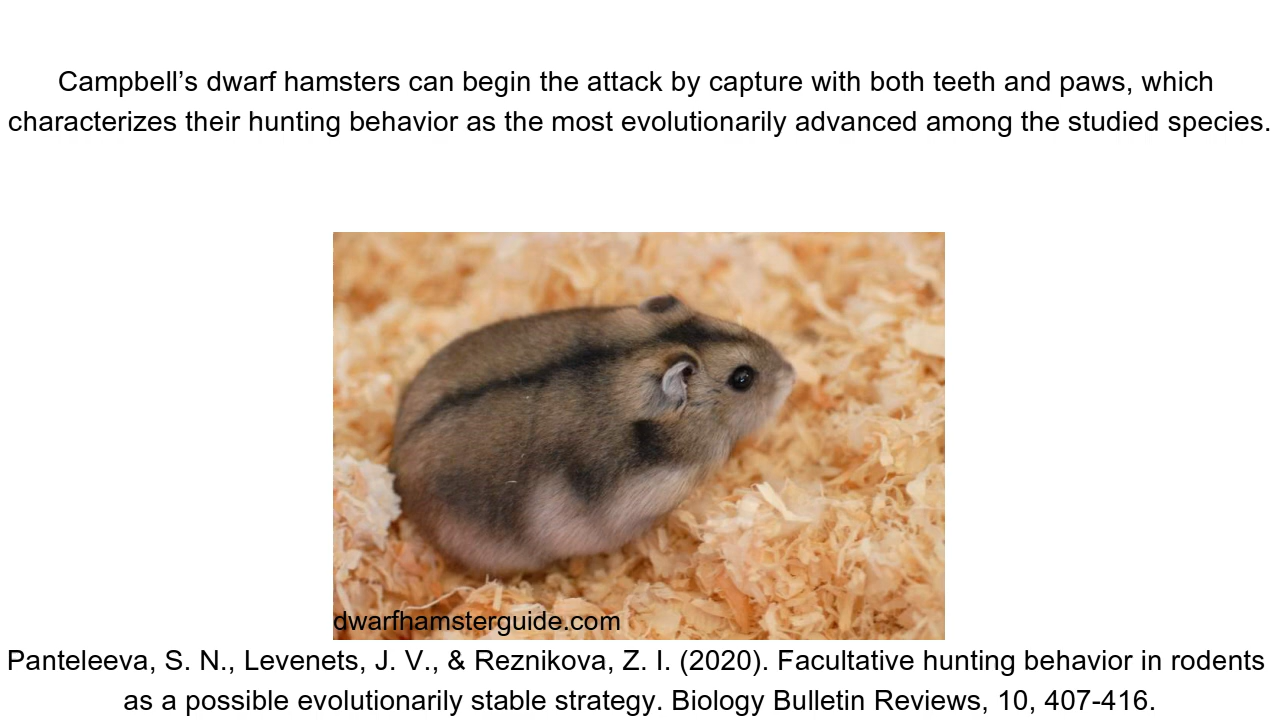 Campbell’s dwarf hamsters can begin the attack by capture with both teeth and paws, which
characterizes their hunting behavior as the most evolutionarily advanced among the studied species.
dwarfhamsterguide.com
Panteleeva, S. N., Levenets, J. V., & Reznikova, Z. I. (2020). Facultative hunting behavior in rodents
as a possible evolutionarily stable strategy. Biology Bulletin Reviews, 10, 407-416.